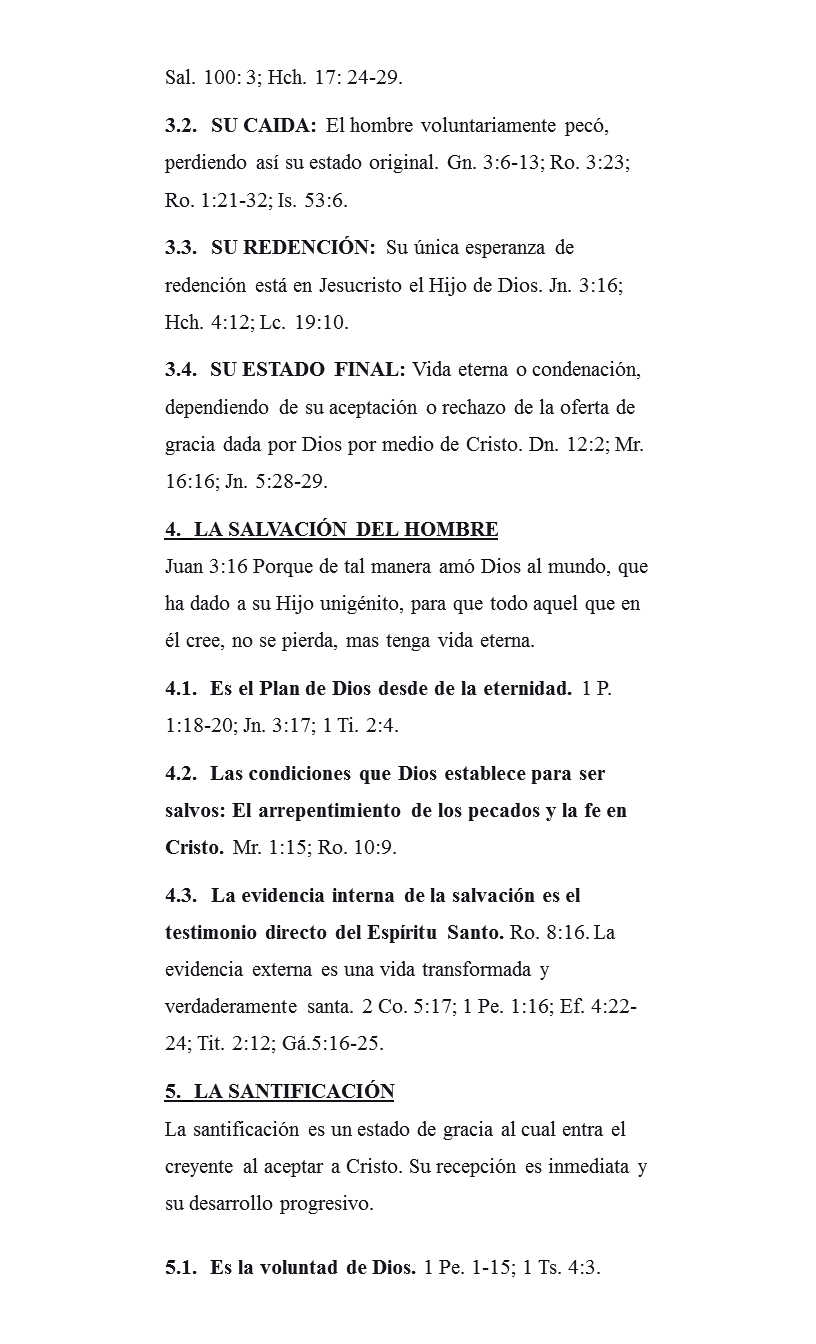 Sal. 100: 3; Hch. 17: 24-29.
3.2. SU CAIDA: El hombre voluntariamente pecó,
perdiendo así su estado original. Gn. 3:6-13; Ro. 3:23;
Ro. 1:21-32; Is. 53:6.
3.3. SU REDENCIÓN: Su única esperanza de
redención está en Jesucristo el Hijo de Dios. Jn. 3:16;
Hch. 4:12; Lc. 19:10.
3.4. SU ESTADO FINAL: Vida eterna o condenación,
dependiendo de su aceptación o rechazo de la oferta de
gracia dada por Dios por medio de Cristo. Dn. 12:2; Mr.
16:16; Jn. 5:28-29.
4. LA SALVACIÓN DEL HOMBRE
Juan 3:16 Porque de tal manera amó Dios al mundo, que
ha dado a su Hijo unigénito, para que todo aquel que en
él cree, no se pierda, mas tenga vida eterna.
4.1. Es el Plan de Dios desde de la eternidad. 1 P.
1:18-20; Jn. 3:17; 1 Ti. 2:4.
4.2. Las condiciones que Dios establece para ser
salvos: El arrepentimiento de los pecados y la fe en
Cristo. Mr. 1:15; Ro. 10:9.
4.3. La evidencia interna de la salvación es el
testimonio directo del Espíritu Santo. Ro. 8:16. La
evidencia externa es una vida transformada y
verdaderamente santa. 2 Co. 5:17; 1 Pe. 1:16; Ef. 4:22-
24; Tit. 2:12; Gá.5:16-25.
5. LA SANTIFICACIÓN
La santificación es un estado de gracia al cual entra el
creyente al aceptar a Cristo. Su recepción es inmediata y
su desarrollo progresivo.
5.1. Es la voluntad de Dios. 1 Pe. 1-15; 1 Ts. 4:3.